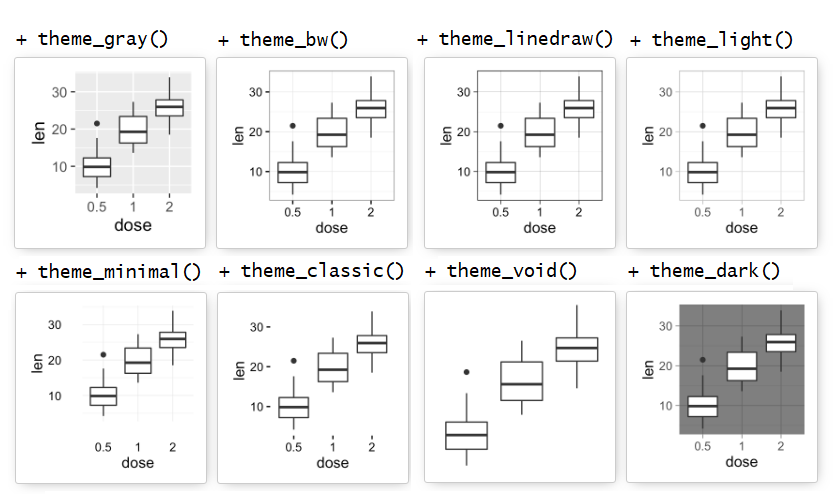 + theme_gray()
+ theme_bw()
+ theme_linedraw()
+ theme_light()
30
20
10
len
0.5 1 2
dose
30
20
10
len
0.5 1 2
dose
30
20
10
len
0.5 1 2
dose
30
20
10
len
0.5 1 2
dose
+ theme_minimal()
+ theme_classic()
+ theme_void()
+ theme_dark()
30
20
10
len
0.5 1 2
dose
30
20
10
len
0.5 1 2
dose
30
20
10
len
0.5 1 2
dose